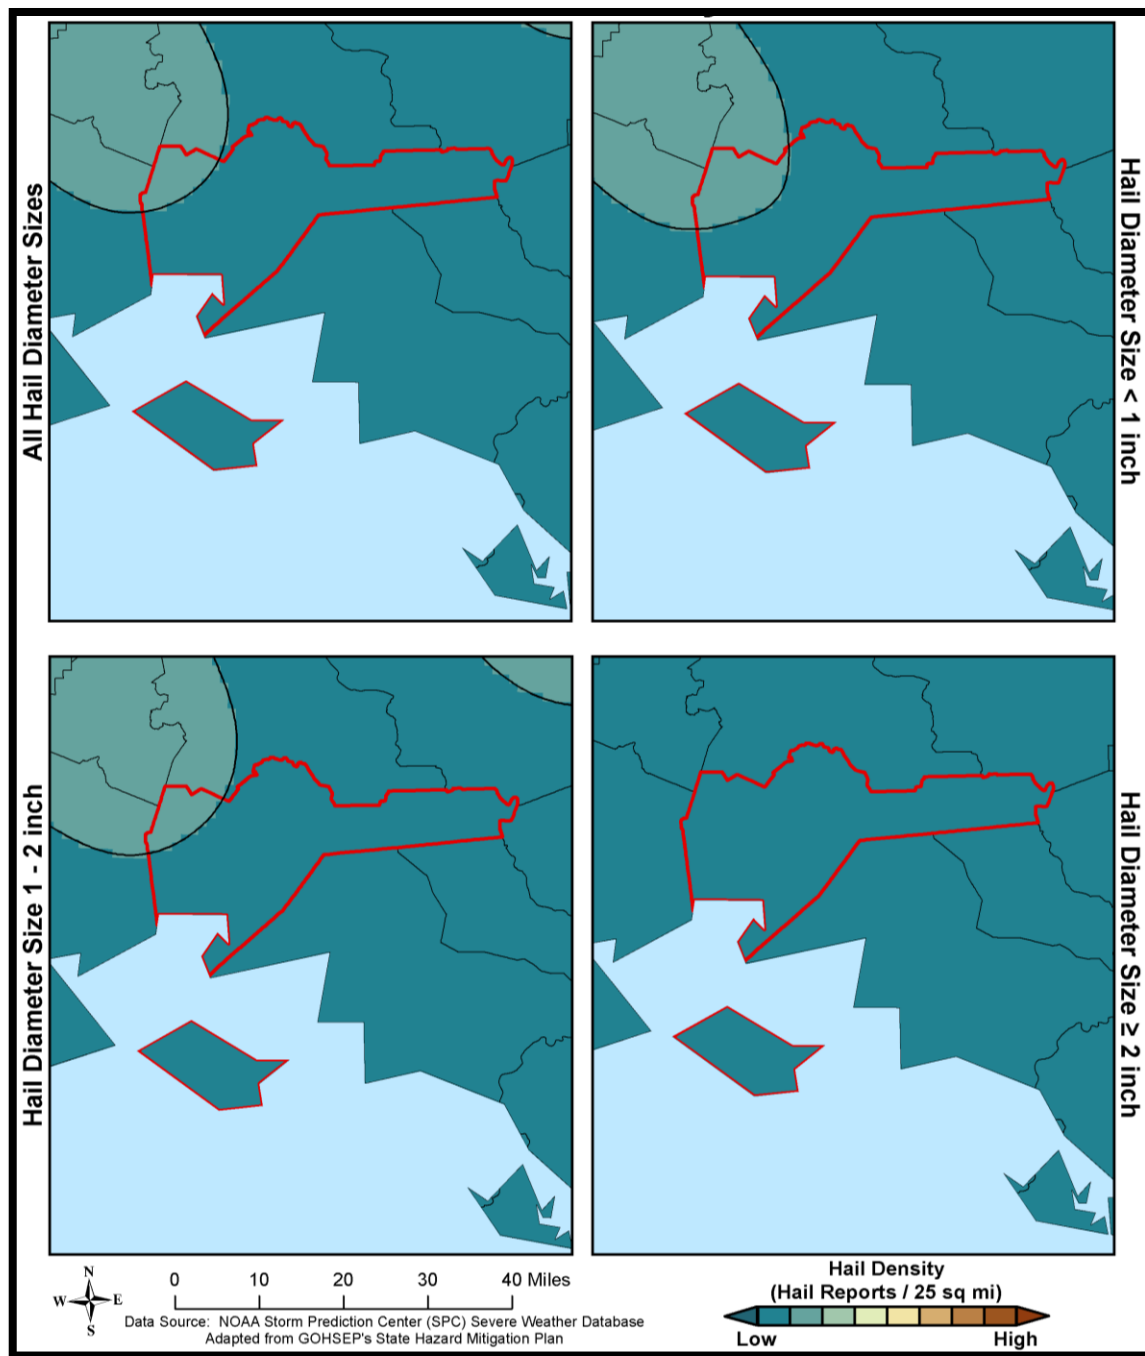 All Hail Diameter Sizes
Hail Diameter Size < 1 inch
Hail Diameter Size 1 - 2 inch
Hail Diameter Size ≥ 2 inch
N
W E
S
0 10 20 30 40 Miles
Data Source: NOAA Storm Prediction Center (SPC) Severe Weather Database
Adapted from GOHSEP's State Hazard Mitigation Plan
Hail Density
(Hail Reports / 25 sq mi)
Low High